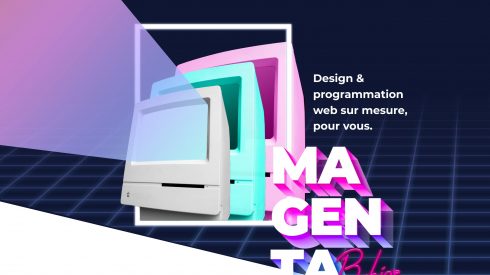 Design &
programmation
web sur mesure,
pour vous.
MA
GEN
TA